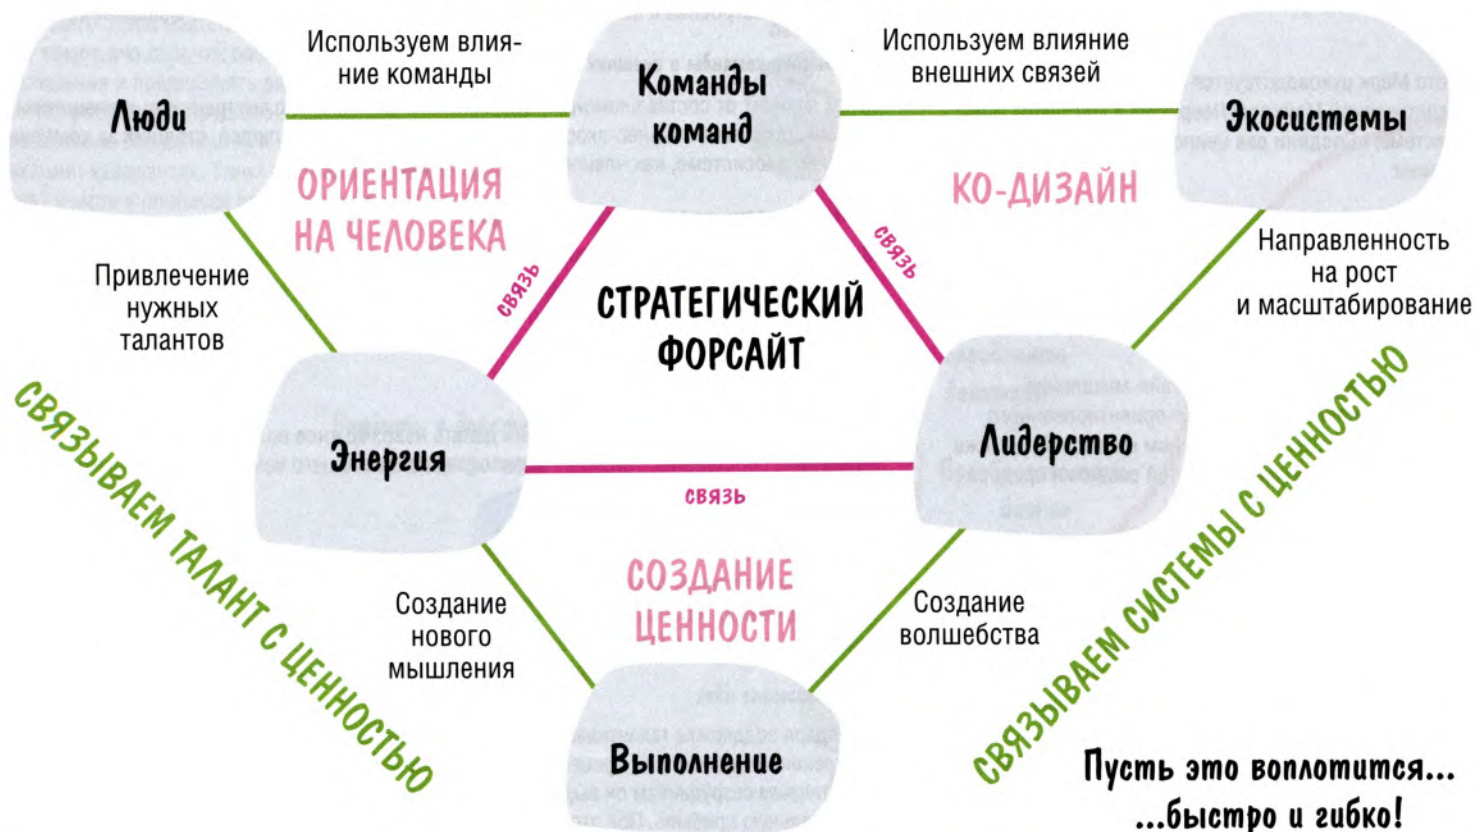 Используем влия-
ние команды
Используем влияние
внешних связей
Люди
Команды
команд
Экосистемы
ОРИЕНТАЦИЯ
НА ЧЕЛОВЕКА
КО-ДИЗАЙН
Привлечение
нужных
талантов
связь
связь
Направленность
на рост
и масштабирование
СТРАТЕГИЧЕСКИЙ
ФОРСАЙТ
Энергия
Лидерство
связь
СВЯЗЫВАЕМ ТАЛАНТ С ЦЕННОСТЬЮ
СВЯЗЫВАЕМ СИСТЕМЫ С ЦЕННОСТЬЮ
СОЗДАНИЕ
ЦЕННОСТИ
Создание
нового
мышления
Создание
волшебства
Выполнение
Пусть это воплотится...
...быстро и гибко!